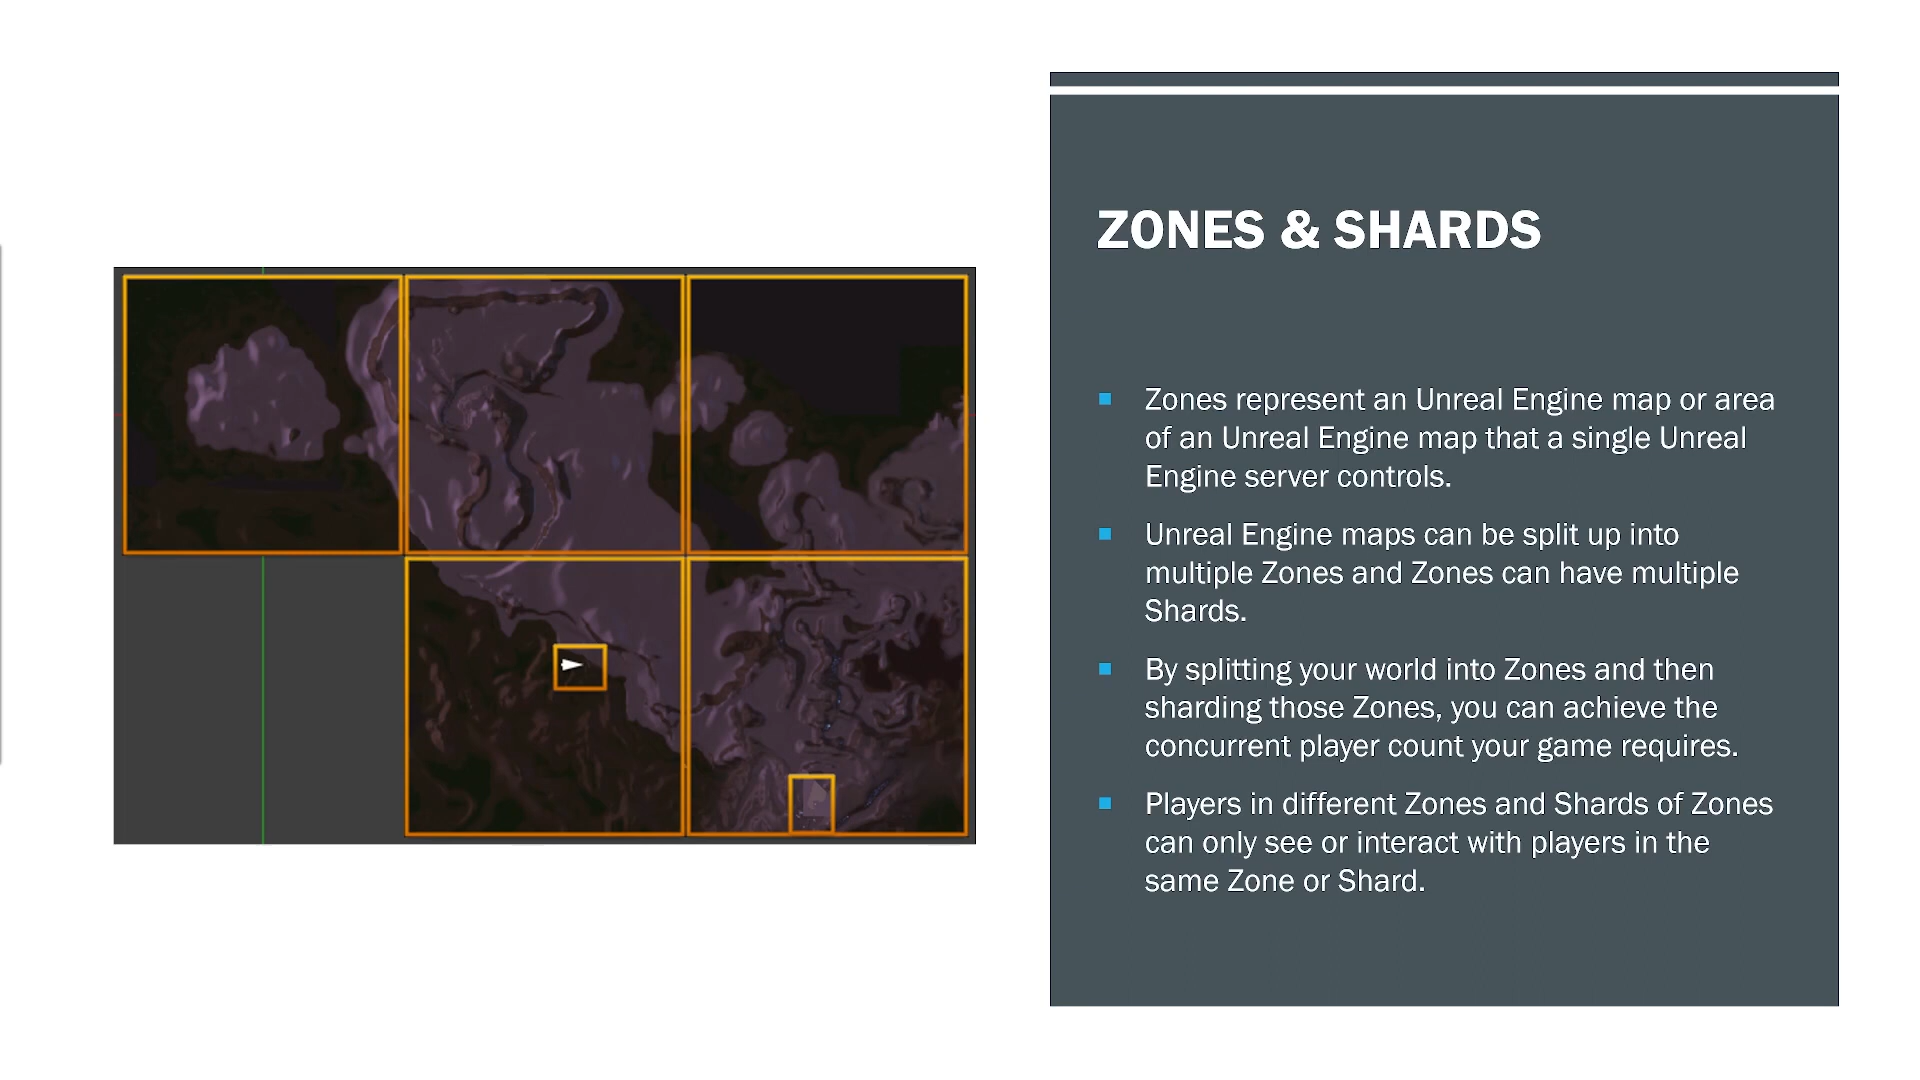 ZONES & SHARDS
Zones represent an Unreal Engine map or area
of an Unreal Engine map that a single Unreal
Engine server controls.
Unreal Engine maps can be split up into
multiple Zones and Zones can have multiple
Shards.
By splitting your world into Zones and then
sharding those Zones, you can achieve the
concurrent player count your game requires.
Players in different Zones and Shards of Zones
can only see or interact with players in the
same Zone or Shard.